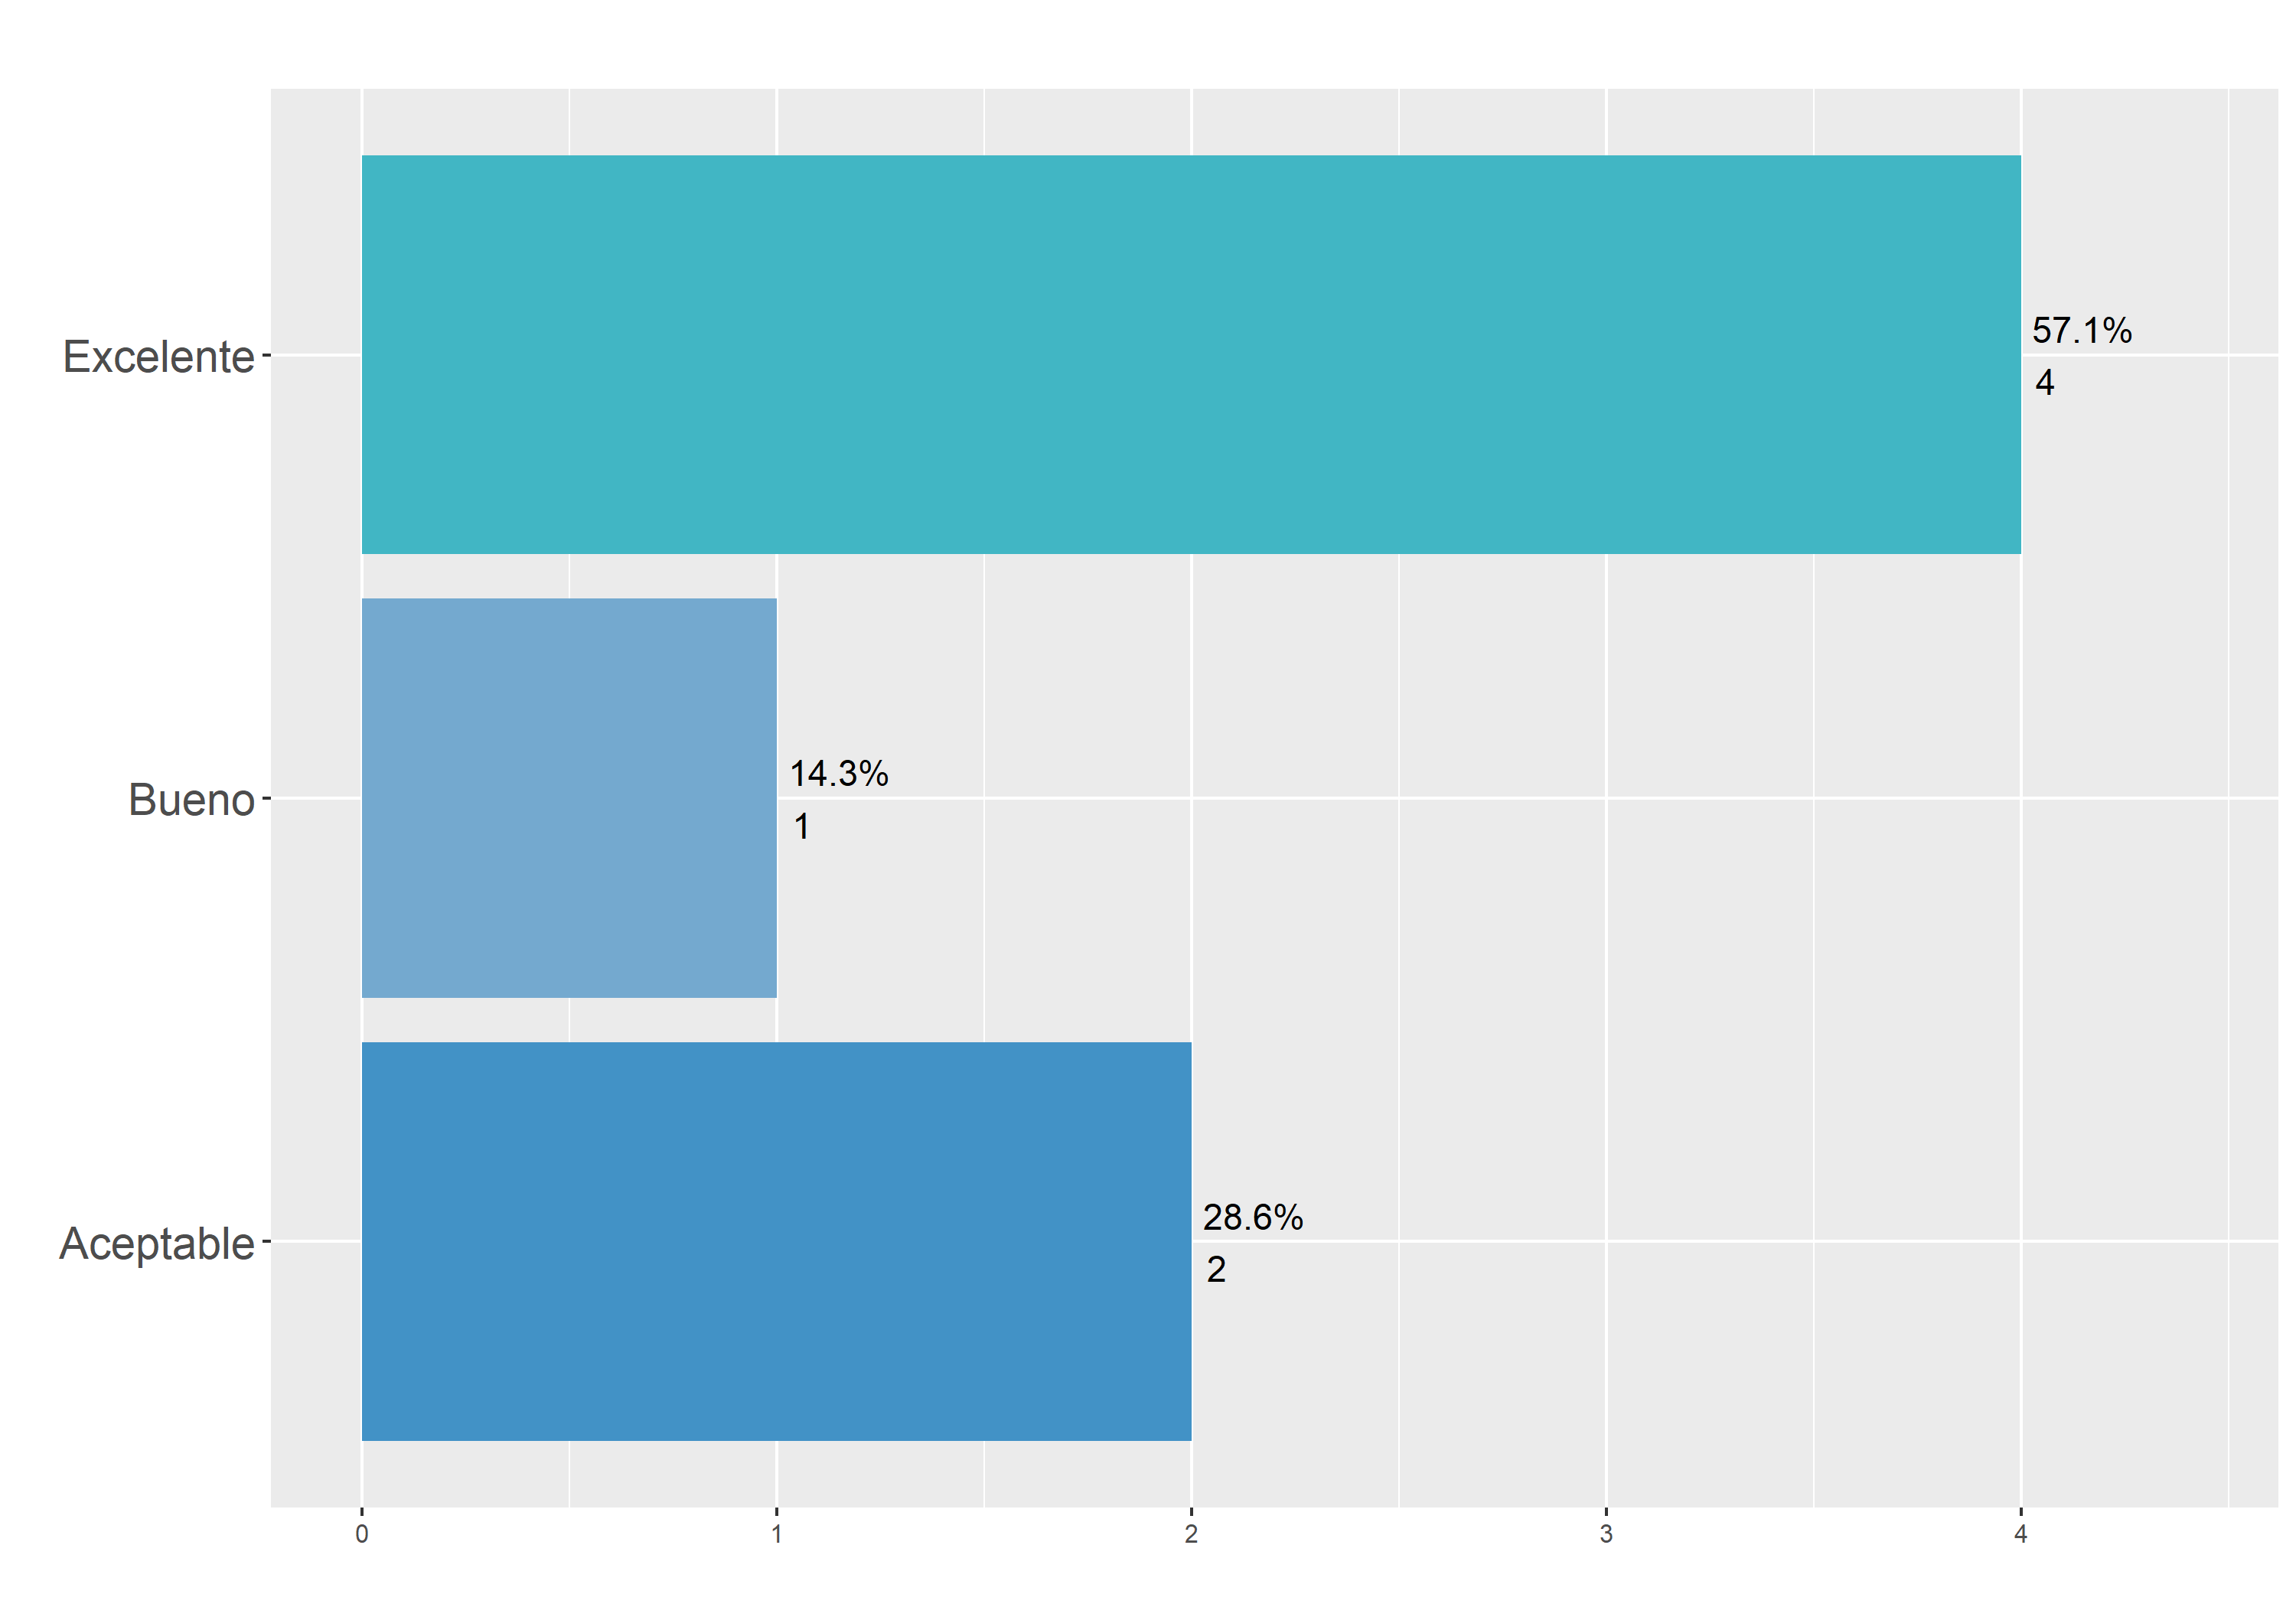 Excelente
57.1%
4
Bueno
14.3%
1
Aceptable
28.6%
2
0 1 2 3 4